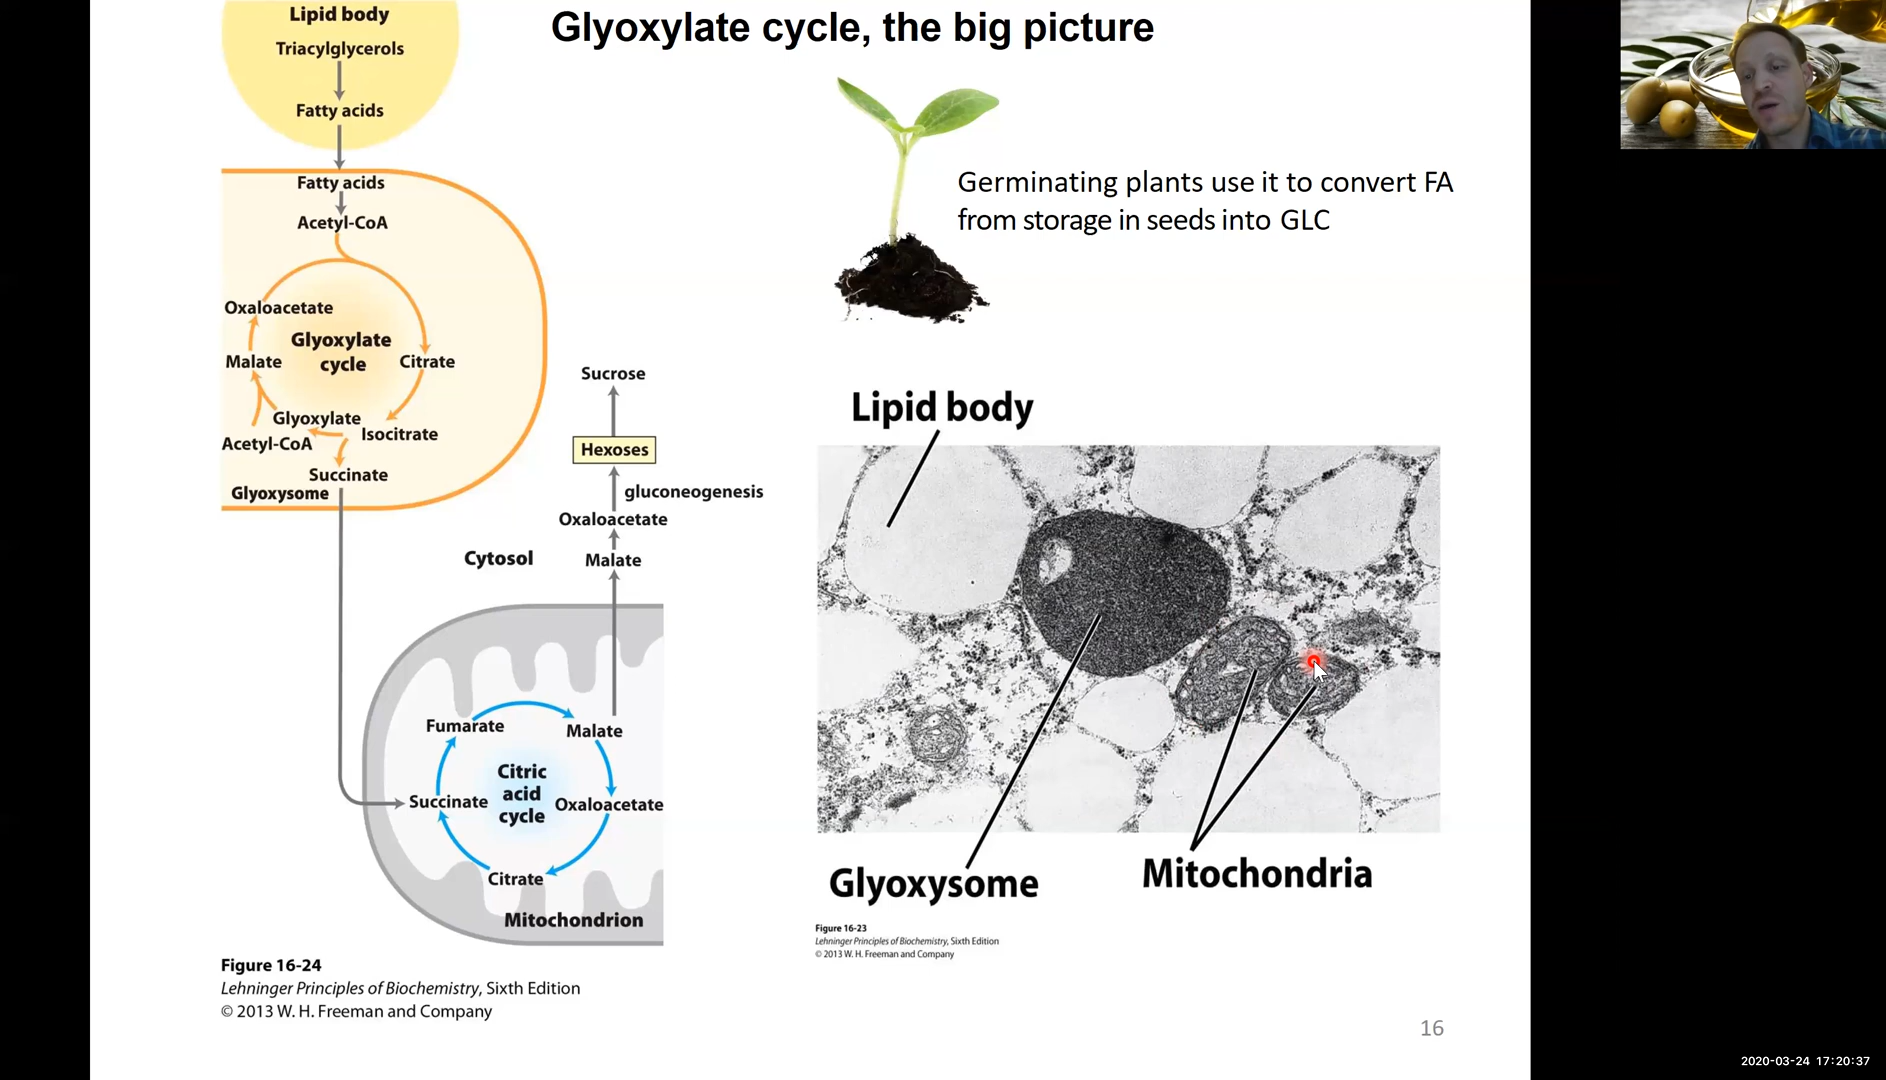 Glyoxylate cycle, the big picture
Lipid body
Triacylglycerols
Fatty acids
Fatty acids
Acetyl-CoA
Oxaloacetate
Glyoxylate
cycle
Malate
Citrate
Glyoxylate
Isocitrate
Acetyl-CoA
Succinate
Glyoxysome
Sucrose
Hexoses
gluconeogenesis
Oxaloacetate
Cytosol
Malate
Fumarate
Malate
Citric
acid
cycle
Succinate
Oxaloacetate
Citrate
Mitochondrion
Figure 16-24
Lehninger Principles of Biochemistry, Sixth Edition
© 2013 W. H. Freeman and Company
Germinating plants use it to convert FA
from storage in seeds into GLC
Lipid body
Glyoxysome
Mitochondria
Figure 16-23
Lehninger Principles of Biochemistry, Sixth Edition
© 2013 W. H. Freeman and Company
16
2020-03-24 17:20:37